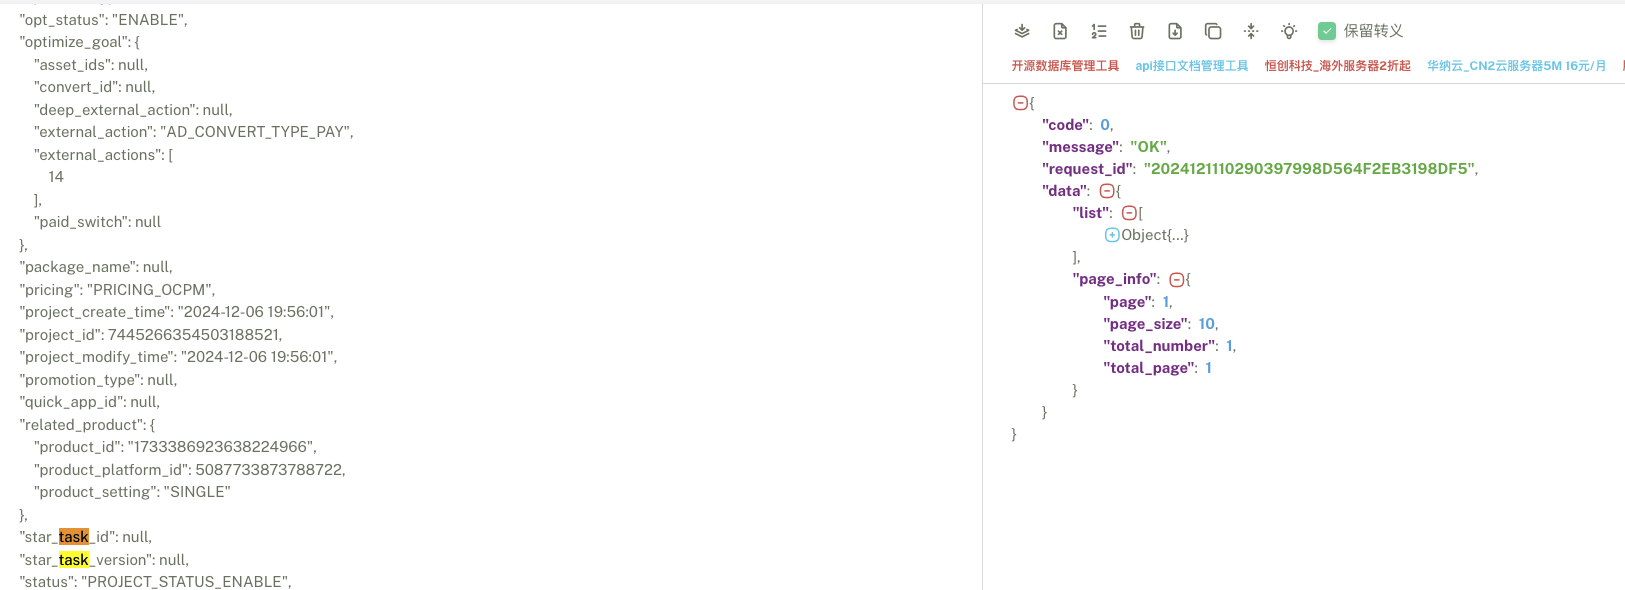 "opt_status": "ENABLE",
"optimize_goal": {
"asset_ids": null,
"convert_id": null,
"deep_external_action": null,
"external_action": "AD_CONVERT_TYPE_PAY",
"external_actions": [
14
],
"paid_switch": null
},
"package_name": null,
"pricing": "PRICING_OCPM",
"project_create_time": "2024-12-06 19:56:01",
"project_id": 7445266354503188521,
"project_modify_time": "2024-12-06 19:56:01",
"promotion_type": null,
"quick_app_id": null,
"related_product": {
"product_id": "1733386923638224966",
"product_platform_id": 5087733873788722,
"product_setting": "SINGLE"
},
"star_task_id": null,
"star_task_version": null,
"status": "PROJECT_STATUS_ENABLE",
保留转义
开源数据库管理工具 api接口文档管理工具 恒创科技_海外服务器2折起 华纳云_CN2云服务器5M 16元/月
{
"code": 0,
"message": "OK",
"request_id": "2024121110290397998D564F2EB3198DF5",
"data": {
"list": [
Object{...}
],
"page_info": {
"page": 1,
"page_size": 10,
"total_number": 1,
"total_page": 1
}
}
}